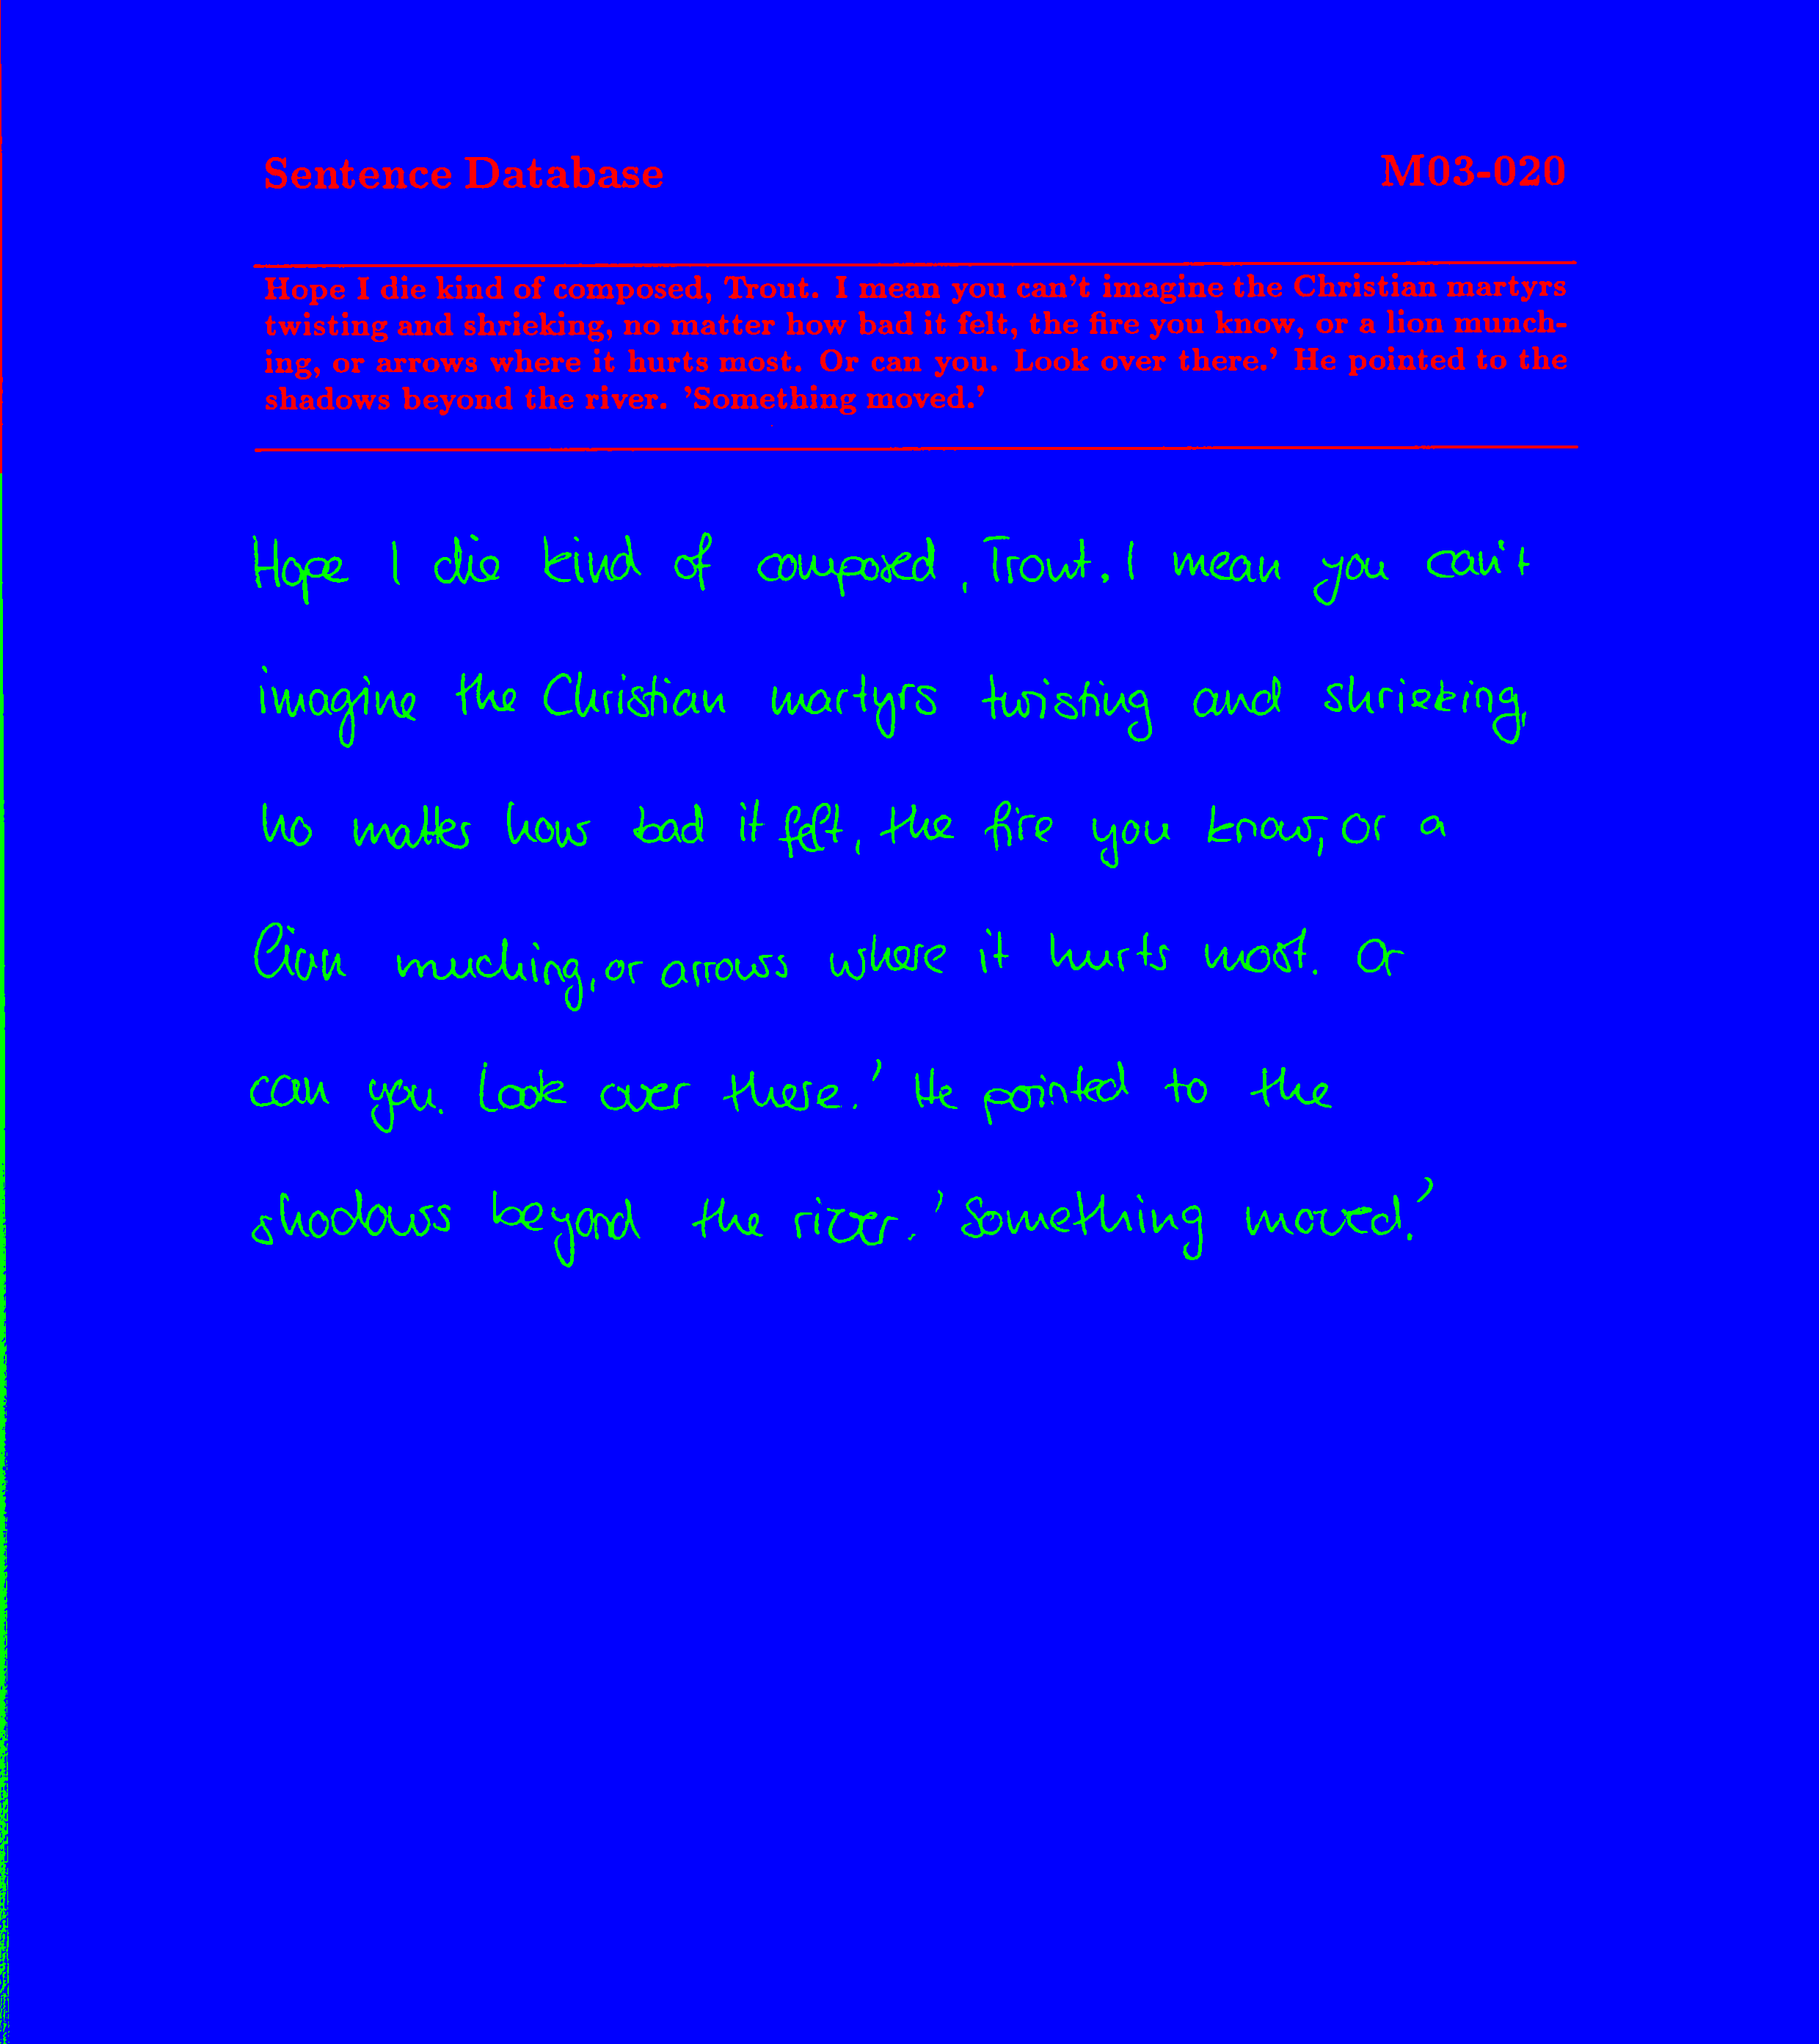 Sentence Database M03-020
Hope I die kind of composed, Trout. I mean you can't imagine the Christian martyrs
twisting and shrieking, no matter how bad it felt, the fire you know, or a lion munch-
ing, or arrows where it hurts most. Or can you. Look over there.' He pointed to the
shadows beyond the river. 'Something moved.'
Hope I die kind of composed, Trout. I mean you can't
imagine the Christian martyrs twisting and shrieking,
no matter how bad it felt, the fire you know, or a
lion muching, or arrows where it hurts most. Or
can you. Look over there.' He pointed to the
shadows beyond the river. 'Something moved.'